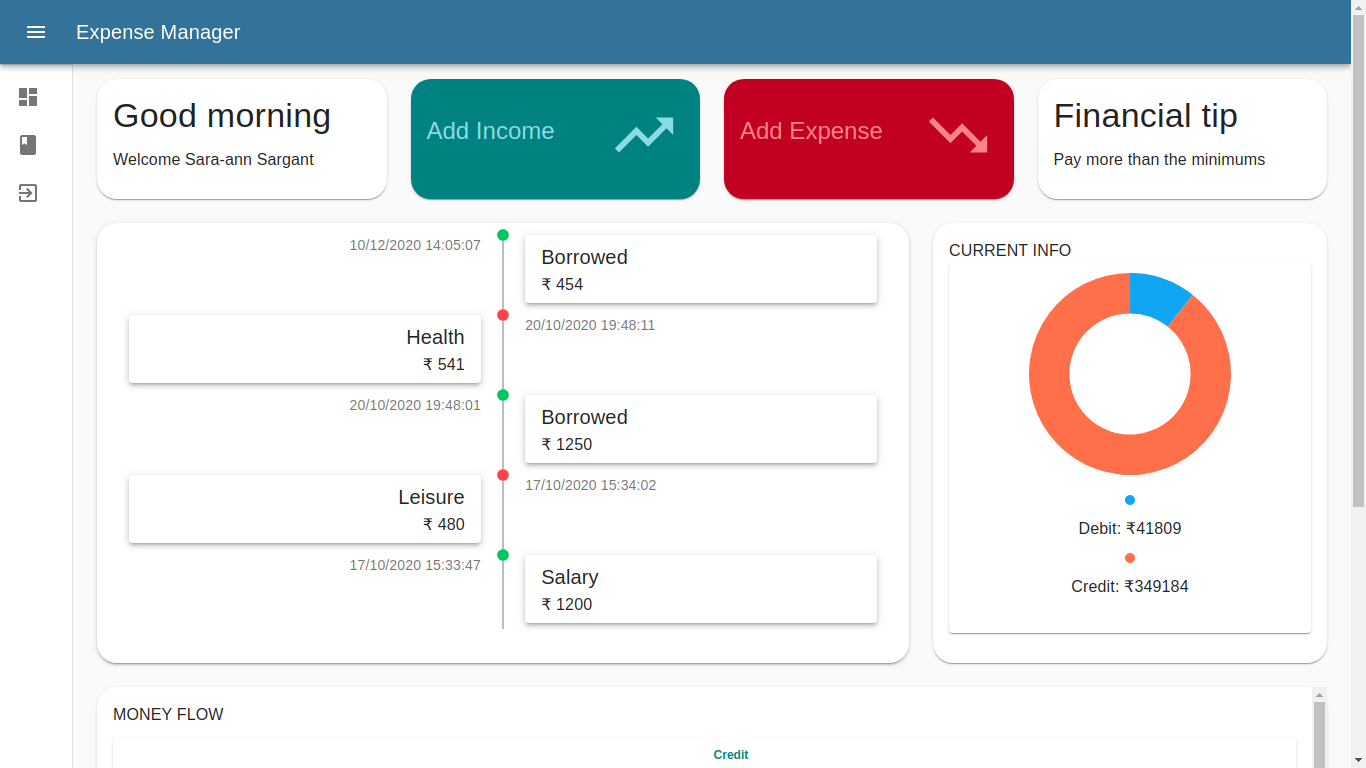 Expense Manager
Good morning
Welcome Sara-ann Sargant
Add Income
Add Expense
Financial tip
Pay more than the minimums
10/12/2020 14:05:07
Borrowed
₹ 454
20/10/2020 19:48:11
Health
₹ 541
20/10/2020 19:48:01
Borrowed
₹ 1250
17/10/2020 15:34:02
Leisure
₹ 480
17/10/2020 15:33:47
Salary
₹ 1200
CURRENT INFO
Debit: ₹41809
Credit: ₹349184
MONEY FLOW
Credit